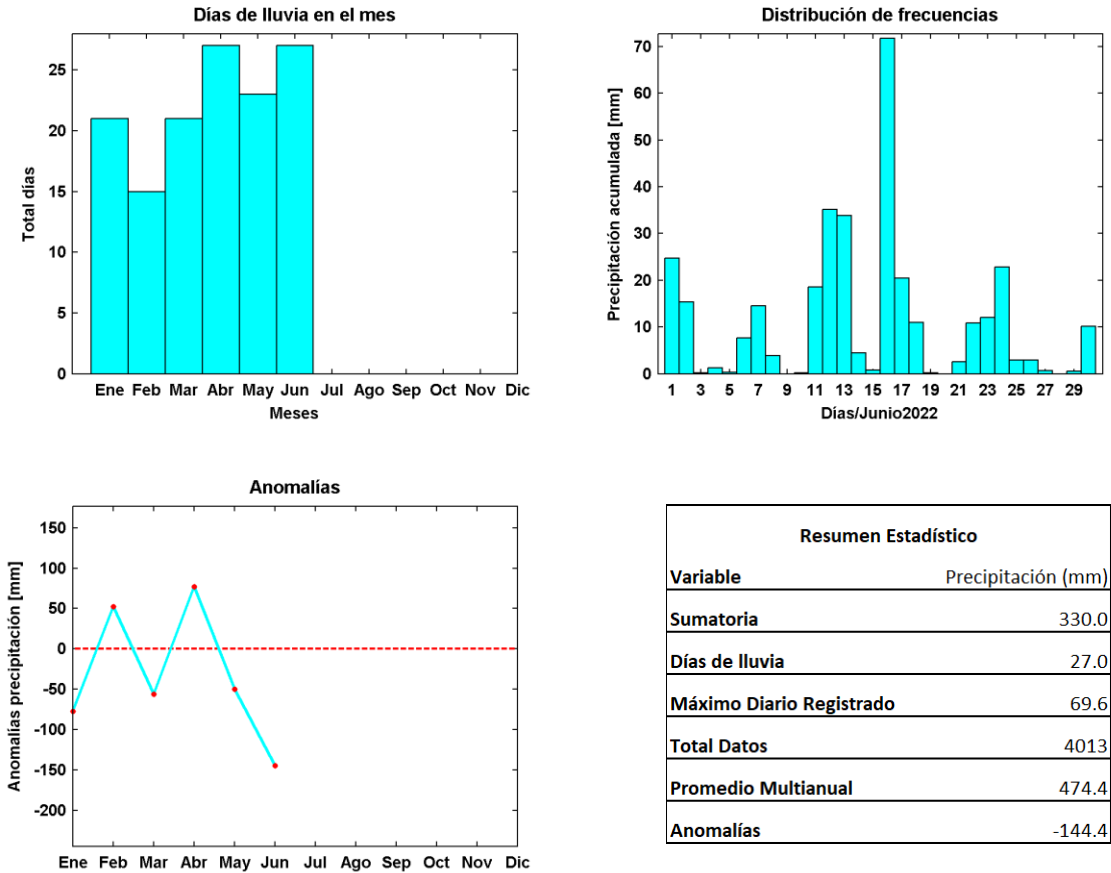 Días de lluvia en el mes
25
20
15
10
5
0
Total días
Ene Feb Mar Abr May Jun Jul Ago Sep Oct Nov Dic
Meses
Distribución de frecuencias
70
60
50
40
30
20
10
0
Precipitación acumulada [mm]
1 3 5 7 9 11 13 15 17 19 21 23 25 27 29
Días/Junio2022
Anomalías
150
100
50
0
-50
-100
-150
-200
Anomalías precipitación [mm]
Ene Feb Mar Abr May Jun Jul Ago Sep Oct Nov Dic
Resumen Estadístico
Variable Precipitación (mm)
Sumatoria 330.0
Días de lluvia 27.0
Máximo Diario Registrado 69.6
Total Datos 4013
Promedio Multianual 474.4
Anomalías -144.4